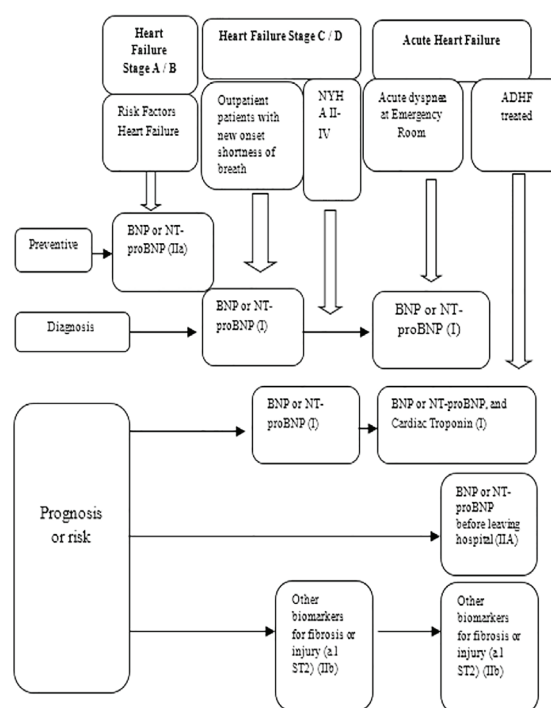 Heart
Failure
Stage A / B
Heart Failure Stage C / D
Acute Heart Failure
Risk Factors
Heart Failure
Outpatient
patients with
new onset
shortness of
breath
NYH
A II-
IV
Acute dyspnea
at Emergency
Room
ADHF
treated
Preventive
BNP or NT-
proBNP (IIa)
Diagnosis
BNP or NT-
proBNP (I)
BNP or NT-
proBNP (I)
Prognosis
or risk
BNP or NT-
proBNP (I)
BNP or NT-proBNP, and
Cardiac Troponin (I)
BNP or NT-
proBNP
before leaving
hospital (IIA)
Other
biomarkers
for fibrosis or
injury (a.l
ST2) (IIb)
Other
biomarkers
for fibrosis or
injury (a.l
ST2) (IIb)